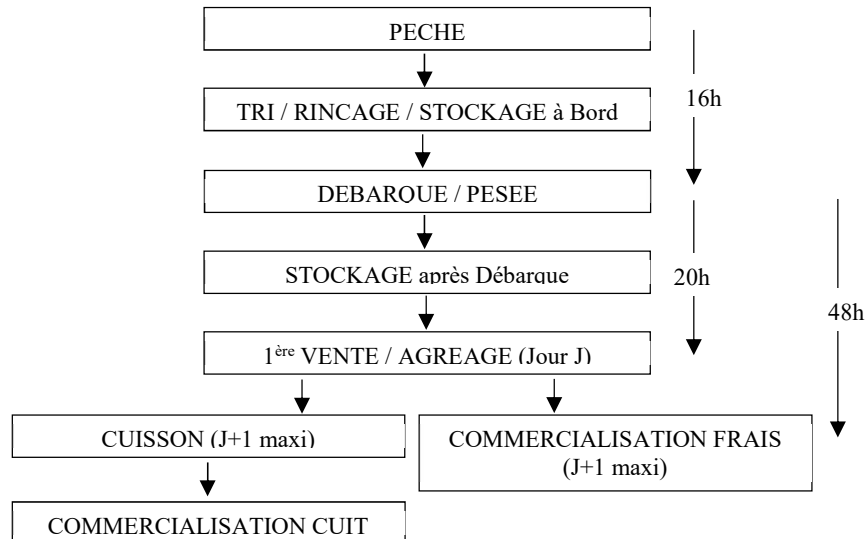 PECHE
TRI / RINCAGE / STOCKAGE à Bord
16h
DEBARQUE / PESEE
STOCKAGE après Débarque
20h
48h
1ère VENTE / AGREAGE (Jour J)
CUISSON (J+1 maxi)
COMMERCIALISATION FRAIS
(J+1 maxi)
COMMERCIALISATION CUIT